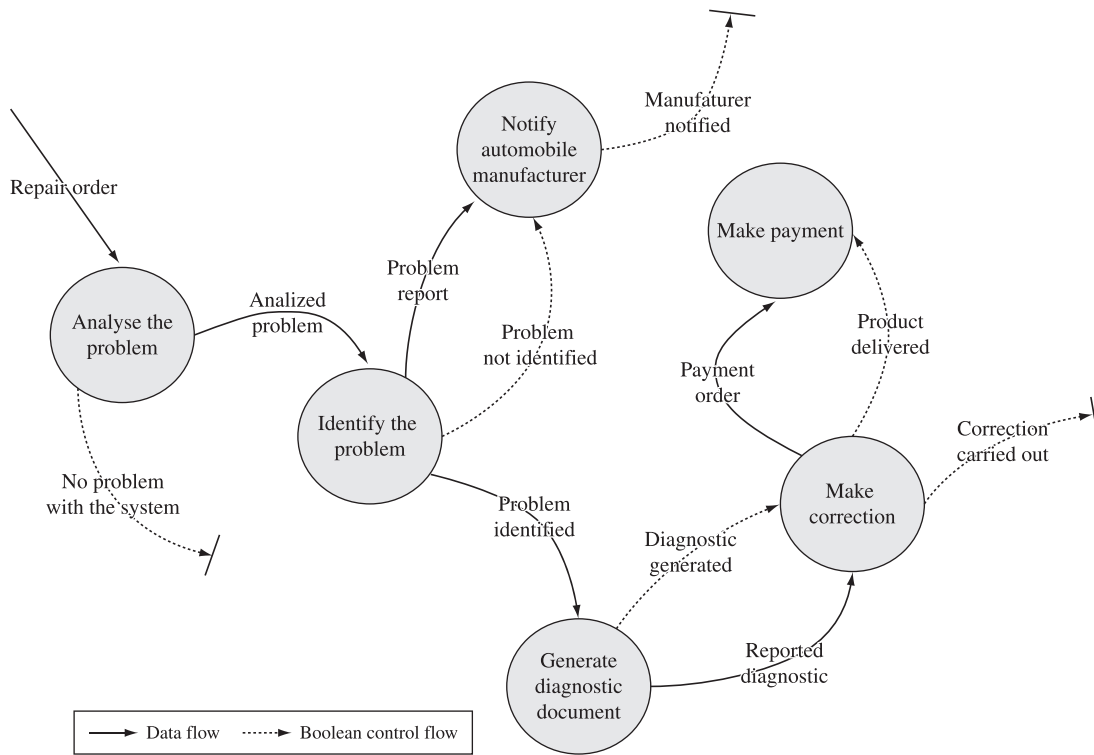 Manufaturer
notified
Notify
automobile
manufacturer
Repair order
Make payment
Problem
report
Analized
problem
Analyse the
problem
Problem
not identified
Product
delivered
Payment
order
Identify the
problem
Correction
carried out
No problem
with the system
Make
correction
Problem
identified
Diagnostic
generated
Generate
diagnostic
document
Reported
diagnostic
Data flow
Boolean control flow